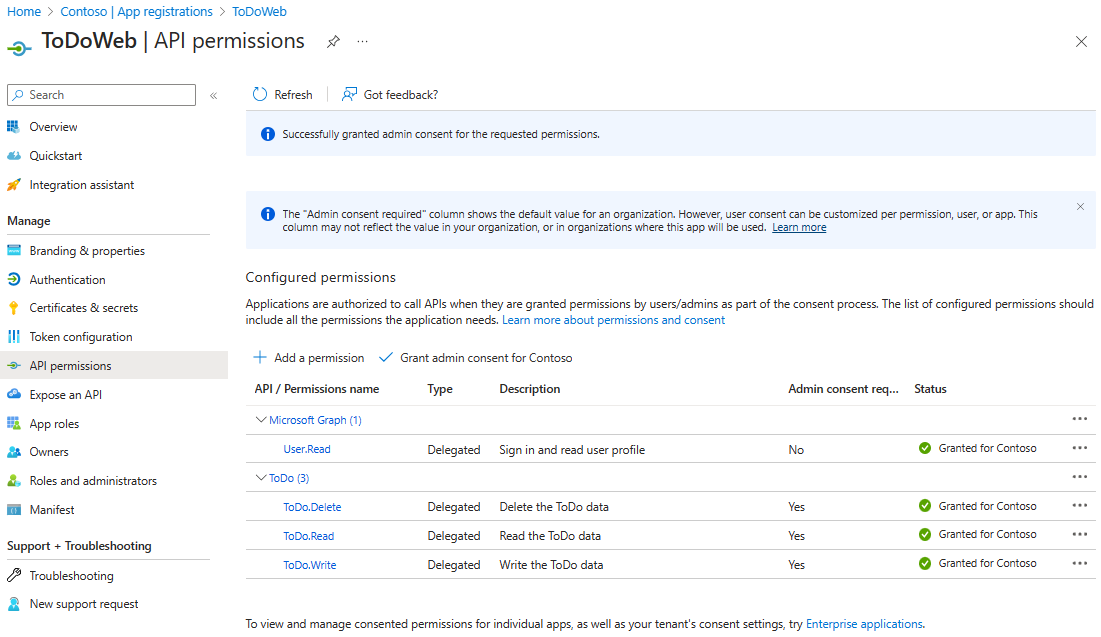 Home > Contoso | App registrations > ToDoWeb
ToDoWeb | API permissions
Search
Overview
Quickstart
Integration assistant
Manage
Branding & properties
Authentication
Certificates & secrets
Token configuration
API permissions
Expose an API
App roles
Owners
Roles and administrators
Manifest
Support + Troubleshooting
Troubleshooting
New support request
Refresh | Got feedback?
Successfully granted admin consent for the requested permissions.
The "Admin consent required" column shows the default value for an organization. However, user consent can be customized per permission, user, or app. This
column may not reflect the value in your organization, or in organizations where this app will be used. Learn more
Configured permissions
Applications are authorized to call APIs when they are granted permissions by users/admins as part of the consent process. The list of configured permissions should
include all the permissions the application needs. Learn more about permissions and consent
Add a permission Grant admin consent for Contoso
API / Permissions name Type Description Admin consent req... Status
Microsoft Graph (1)
User.Read Delegated Sign in and read user profile No Granted for Contoso
ToDo (3)
ToDo.Delete Delegated Delete the ToDo data Yes Granted for Contoso
ToDo.Read Delegated Read the ToDo data Yes Granted for Contoso
ToDo.Write Delegated Write the ToDo data Yes Granted for Contoso
To view and manage consented permissions for individual apps, as well as your tenant's consent settings, try Enterprise applications.